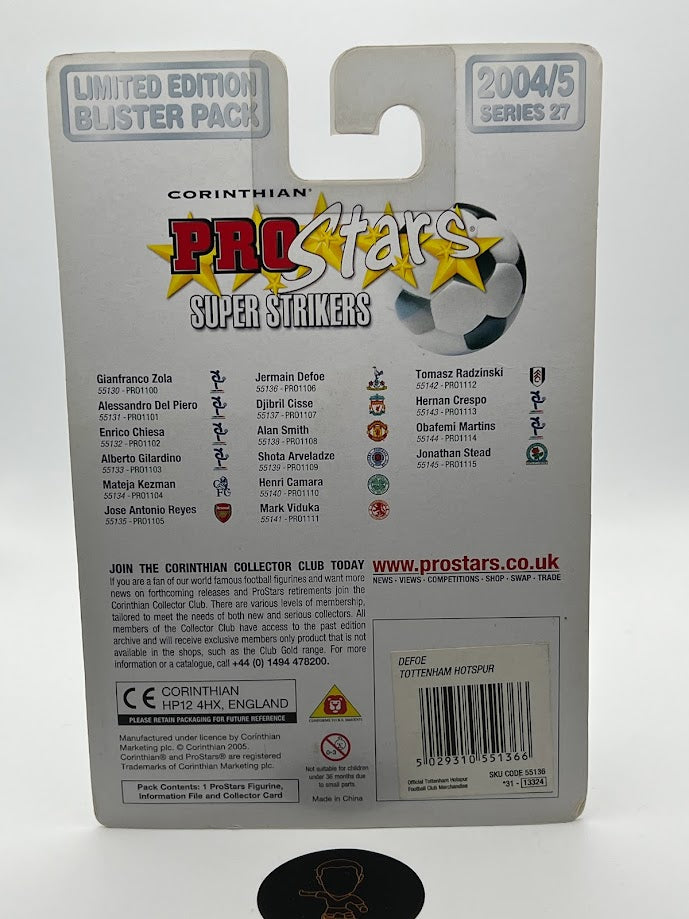 LIMITED EDITION
BLISTER PACK
2004/5
SERIES 27
CORINTHIAN®
PROStars®
SUPER STRIKERS
Gianfranco Zola
55130 - PRO1100
Alessandro Del Piero
55131 - PRO1101
Enrico Chiesa
55132 - PRO1102
Alberto Gilardino
55133 - PRO1103
Mateja Kezman
55134 - PRO1104
Jose Antonio Reyes
55135 - PRO1105
Jermain Defoe
55136 - PRO1106
Djibril Cisse
55137 - PRO1107
Alan Smith
55138 - PRO1108
Shota Arveladze
55139 - PRO1109
Henri Camara
55140 - PRO1110
Mark Viduka
55141 - PRO1111
Tomasz Radzínski
55142 - PRO1112
Hernan Crespo
55143 - PRO1113
Obafemi Martins
55144 - PRO1114
Jonathan Stead
55145 - PRO1115
JOIN THE CORINTHIAN COLLECTOR CLUB TODAY
If you are a fan of our world famous football figurines and want more
news on forthcoming releases and ProStars retirements join the
Corinthian Collector Club. There are various levels of membership,
tailored to meet the needs of both new and serious collectors. All
members of the Collector Club have access to the past edition
archive and will receive exclusive members only product that is not
available in the shops, such as the Club Gold range. For more
information or a catalogue, call +44 (0) 1494 478200.
www.prostars.co.uk
NEWS - VIEWS - COMPETITIONS - SHOP - SWAP - TRADE
CE CORINTHIAN
HP12 4HX, ENGLAND
PLEASE RETAIN PACKAGING FOR FUTURE REFERENCE
Manufactured under licence by Corinthian
Marketing plc. © Corinthian 2005.
Corinthian® and ProStars® are registered
Trademarks of Corinthian Marketing plc.
Pack Contents: 1 ProStars Figurine,
Information File and Collector Card
0-3
Not suitable for children
under 36 months due
to small parts.
Made in China
DEFOE
TOTTENHAM HOTSPUR
5 029310 551366
SKU CODE 55136
Official Tottenham Hotspur
Football Club Merchandise
*31 - 13324